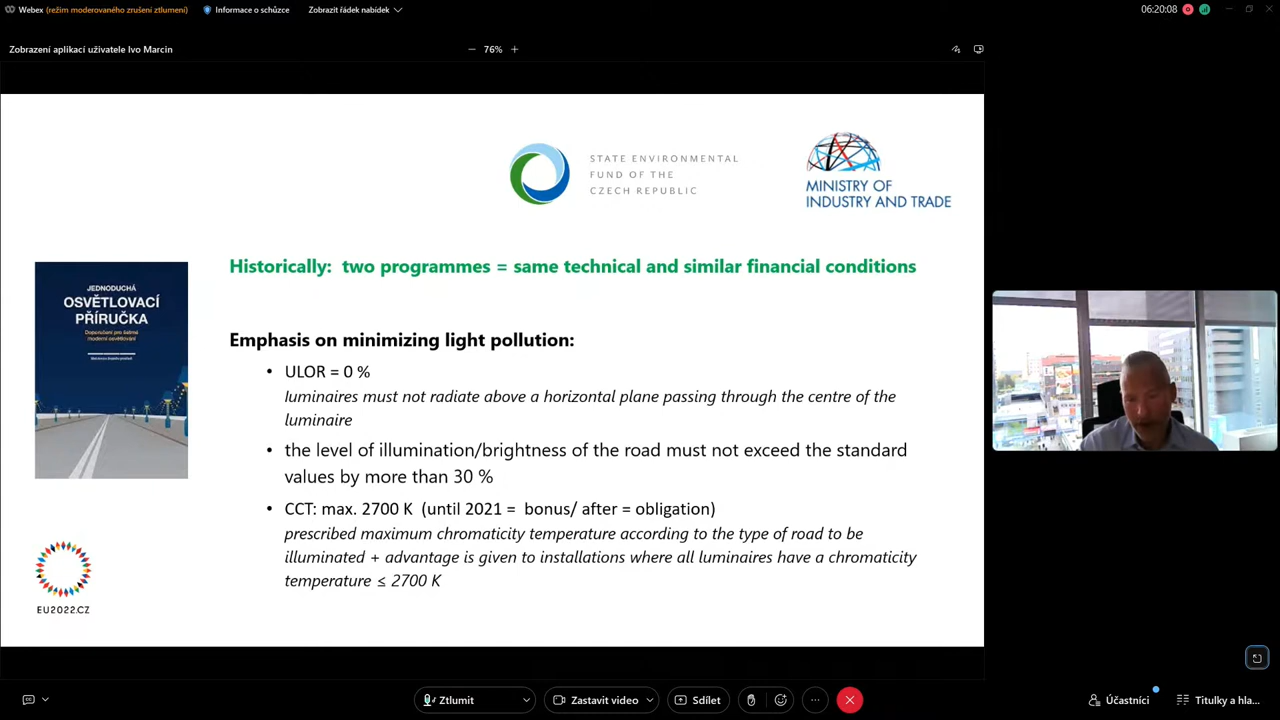 Webex (režim moderovaného zrušení ztlumení) Informace o schůzce Zobrazit řádek nabídek 06:20:08
Zobrazení aplikací uživatele Ivo Marcin 76%
STATE ENVIRONMENTAL
FUND OF THE
CZECH REPUBLIC
MINISTRY OF
INDUSTRY AND TRADE
Historically: two programmes = same technical and similar financial conditions
JEDNODUCHÁ
OSVĚTLOVACÍ
PŘÍRUČKA
Doporučení pro šetrné
moderní osvětlování
Emphasis on minimizing light pollution:
• ULOR = 0 %
luminaires must not radiate above a horizontal plane passing through the centre of the
luminaire
• the level of illumination/brightness of the road must not exceed the standard
values by more than 30 %
• CCT: max. 2700 K (until 2021 = bonus/ after = obligation)
prescribed maximum chromaticity temperature according to the type of road to be
illuminated + advantage is given to installations where all luminaires have a chromaticity
temperature ≤ 2700 K
EU2022.CZ
Ztlumit Zastavit video Sdílet Účastníci Titulky a hla...